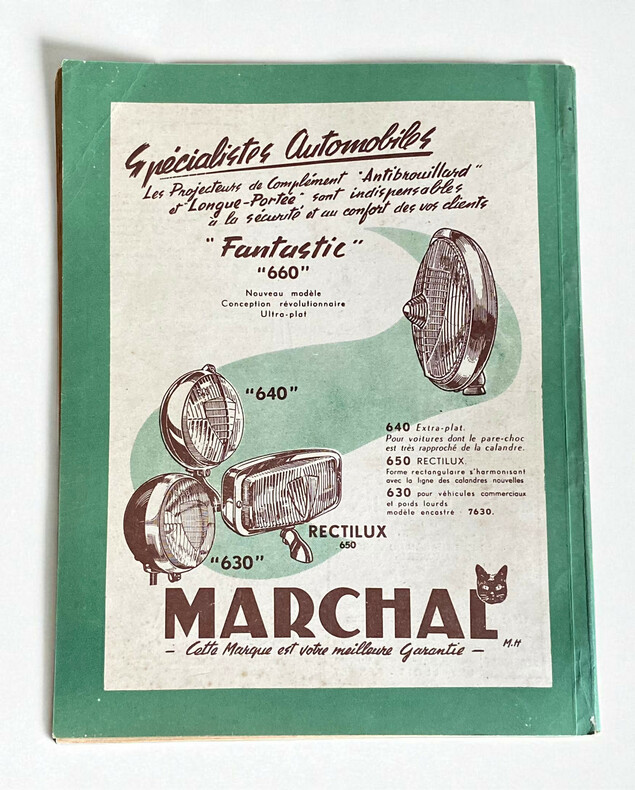 Spécialistes Automobiles
Les Projecteurs de Complément "Antibrouillard"
et "Longue-Portée" sont indispensables
à la sécurité et au confort des vos clients
"Fantastic"
"660"
Nouveau modèle
Conception révolutionnaire
Ultra-plat
"640"
640 Extra-plat.
Pour voitures dont le pare-choc
est très rapproché de la calandre.
650 RECTILUX.
Forme rectangulaire s'harmonisant
avec la ligne des calandres nouvelles
630 pour véhicules commerciaux
et poids lourds
modèle encastré : 7630.
RECTILUX
650
"630"
MARCHAL
- Cette Marque est votre meilleure Garantie -
M.H